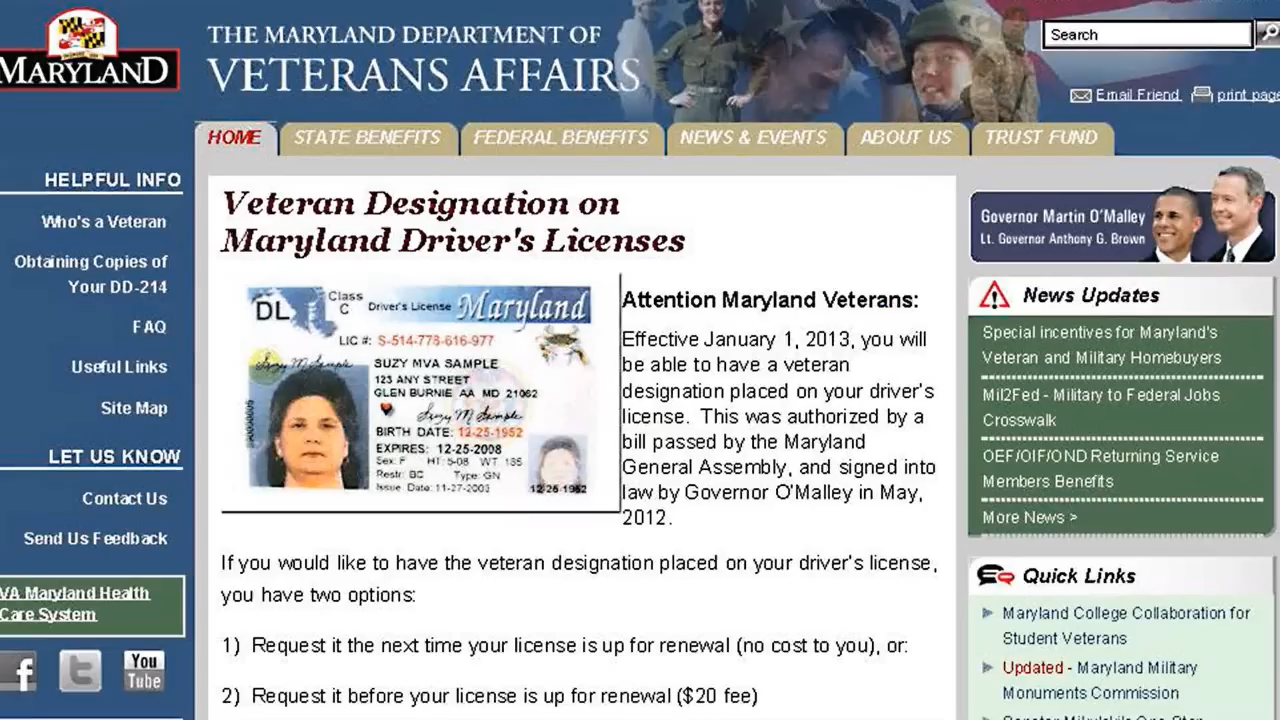 MARYLAND
THE MARYLAND DEPARTMENT OF
VETERANS AFFAIRS
Search
Email Friend
print page
HOME
STATE BENEFITS
FEDERAL BENEFITS
NEWS & EVENTS
ABOUT US
TRUST FUND
HELPFUL INFO
Who's a Veteran
Obtaining Copies of
Your DD-214
FAQ
Useful Links
Site Map
LET US KNOW
Contact Us
Send Us Feedback
VA Maryland Health
Care System
f
t
You
Tube
Veteran Designation on
Maryland Driver's Licenses
DL
Class
C
Driver's License
Maryland
LIC #: S-514-778-616-977
Suzy M Sample
SUZY MVA SAMPLE
123 ANY STREET
GLEN BURNIE AA MD 21062
Suzy M Sample
BIRTH DATE: 12-25-1952
EXPIRES: 12-25-2008
Sex: F HT: 5-08 WT: 135
Restr: BC Type: GN
Issue Date: 11-27-2003
12-25-1952
Attention Maryland Veterans:
Effective January 1, 2013, you will
be able to have a veteran
designation placed on your driver's
license. This was authorized by a
bill passed by the Maryland
General Assembly, and signed into
law by Governor O'Malley in May,
2012.
If you would like to have the veteran designation placed on your driver's license,
you have two options:
1) Request it the next time your license is up for renewal (no cost to you), or:
2) Request it before your license is up for renewal ($20 fee)
Governor Martin O'Malley
Lt. Governor Anthony G. Brown
News Updates
Special incentives for Maryland's
Veteran and Military Homebuyers
Mil2Fed - Military to Federal Jobs
Crosswalk
OEF/OIF/OND Returning Service
Members Benefits
More News >
Quick Links
Maryland College Collaboration for
Student Veterans
Updated - Maryland Military
Monuments Commission